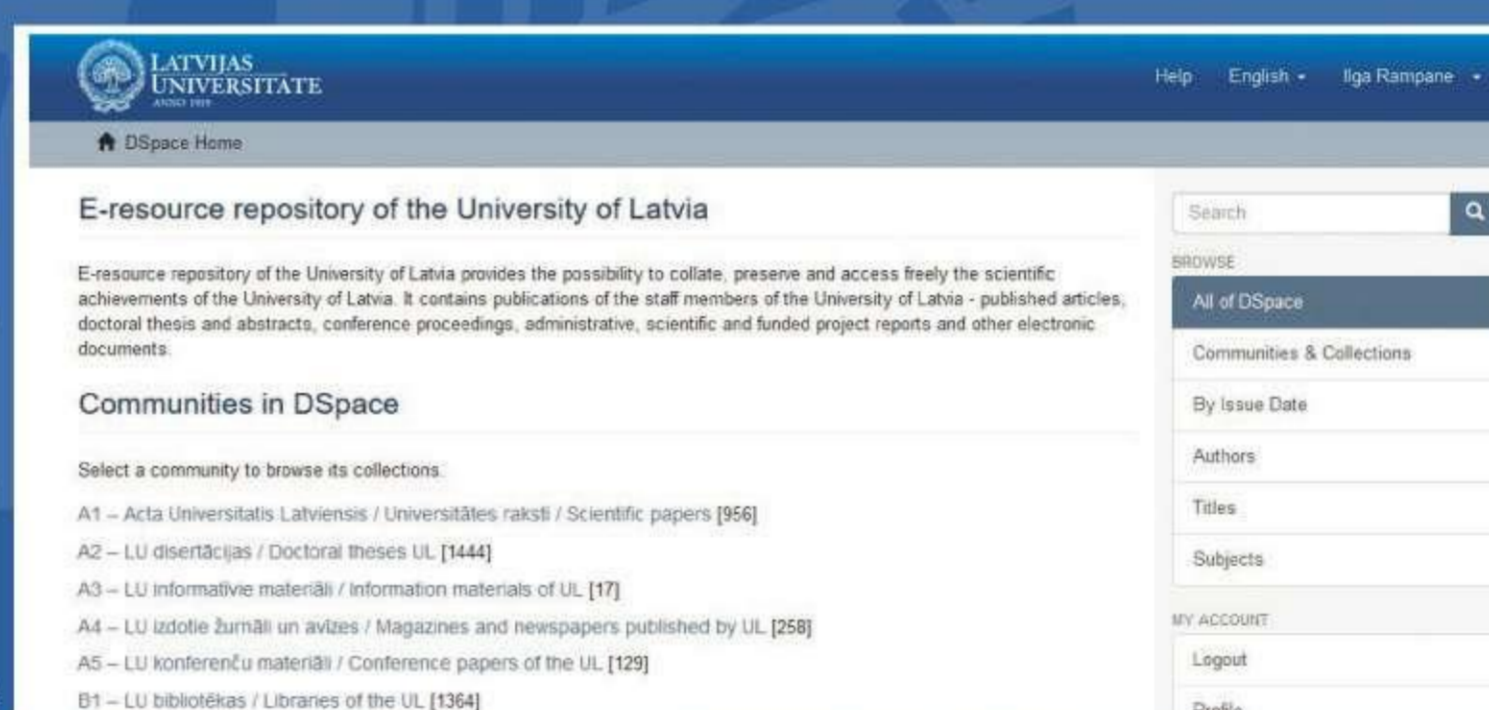 LATVIJAS
UNIVERSITĀTE
ANNO 1919
Help English Ilga Rampane
DSpace Home
E-resource repository of the University of Latvia
E-resource repository of the University of Latvia provides the possibility to collate, preserve and access freely the scientific
achievements of the University of Latvia. It contains publications of the staff members of the University of Latvia - published articles,
doctoral thesis and abstracts, conference proceedings, administrative, scientific and funded project reports and other electronic
documents.
Communities in DSpace
Select a community to browse its collections.
A1 – Acta Universitatis Latviensis / Universitātes raksti / Scientific papers [956]
A2 – LU disertācijas / Doctoral theses UL [1444]
A3 – LU informatīvie materiāli / Information materials of UL [17]
A4 – LU izdotie žurnāli un avīzes / Magazines and newspapers published by UL [258]
A5 – LU konferenču materiāli / Conference papers of the UL [129]
B1 – LU bibliotēkas / Libraries of the UL [1364]
Search
BROWSE
All of DSpace
Communities & Collections
By Issue Date
Authors
Titles
Subjects
MY ACCOUNT
Logout
Profile